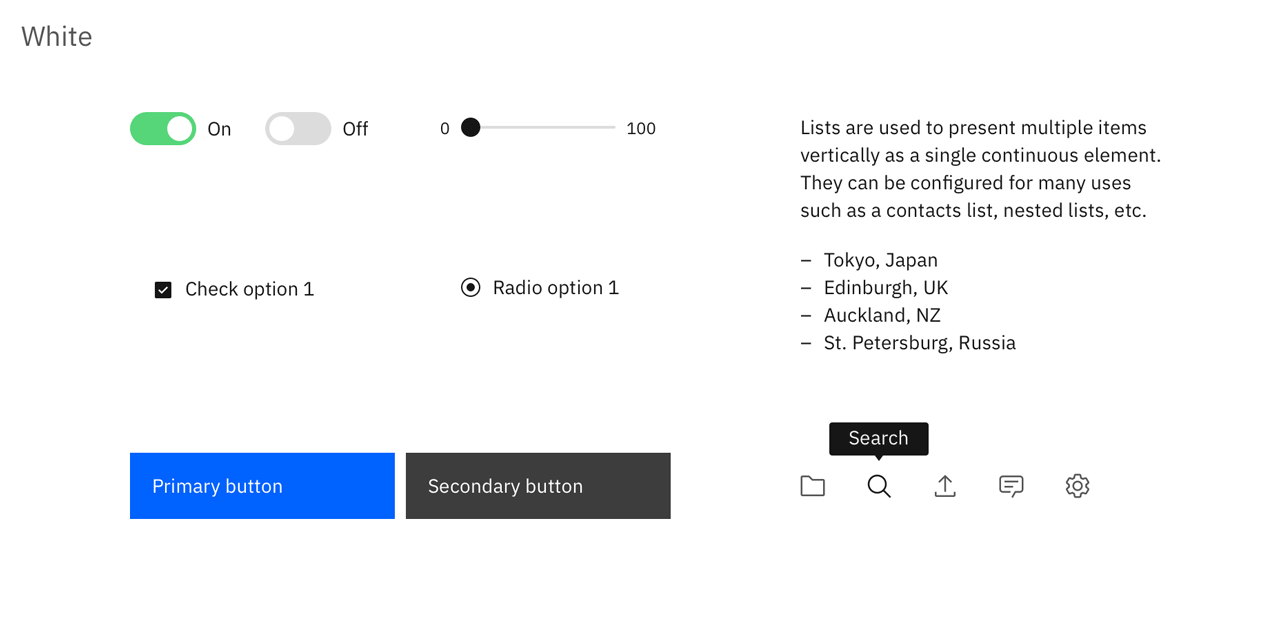 White
On
Off
0
100
Check option 1
Radio option 1
Primary button
Secondary button
Lists are used to present multiple items
vertically as a single continuous element.
They can be configured for many uses
such as a contacts list, nested lists, etc.
– Tokyo, Japan
– Edinburgh, UK
– Auckland, NZ
– St. Petersburg, Russia
Search